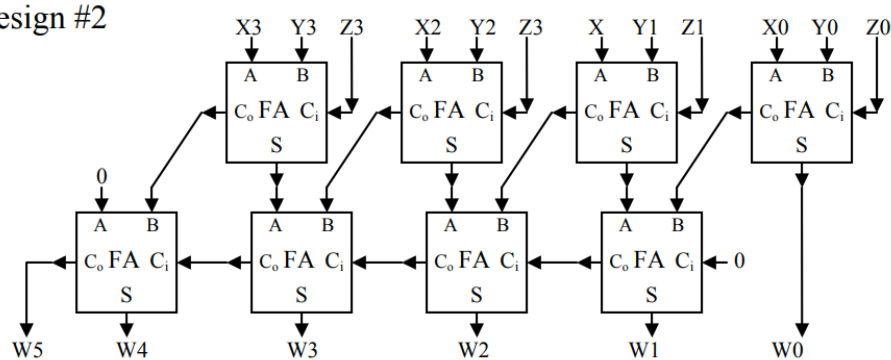 esign #2
X3 Y3 Z3 X2 Y2 Z3 X Y1 Z1 X0 Y0 Z0
A B A B A B A B
Co FA Ci Co FA Ci Co FA Ci Co FA Ci
S S S S
0
A B A B A B A B
Co FA Ci Co FA Ci Co FA Ci Co FA Ci 0
S S S S
W5 W4 W3 W2 W1 W0